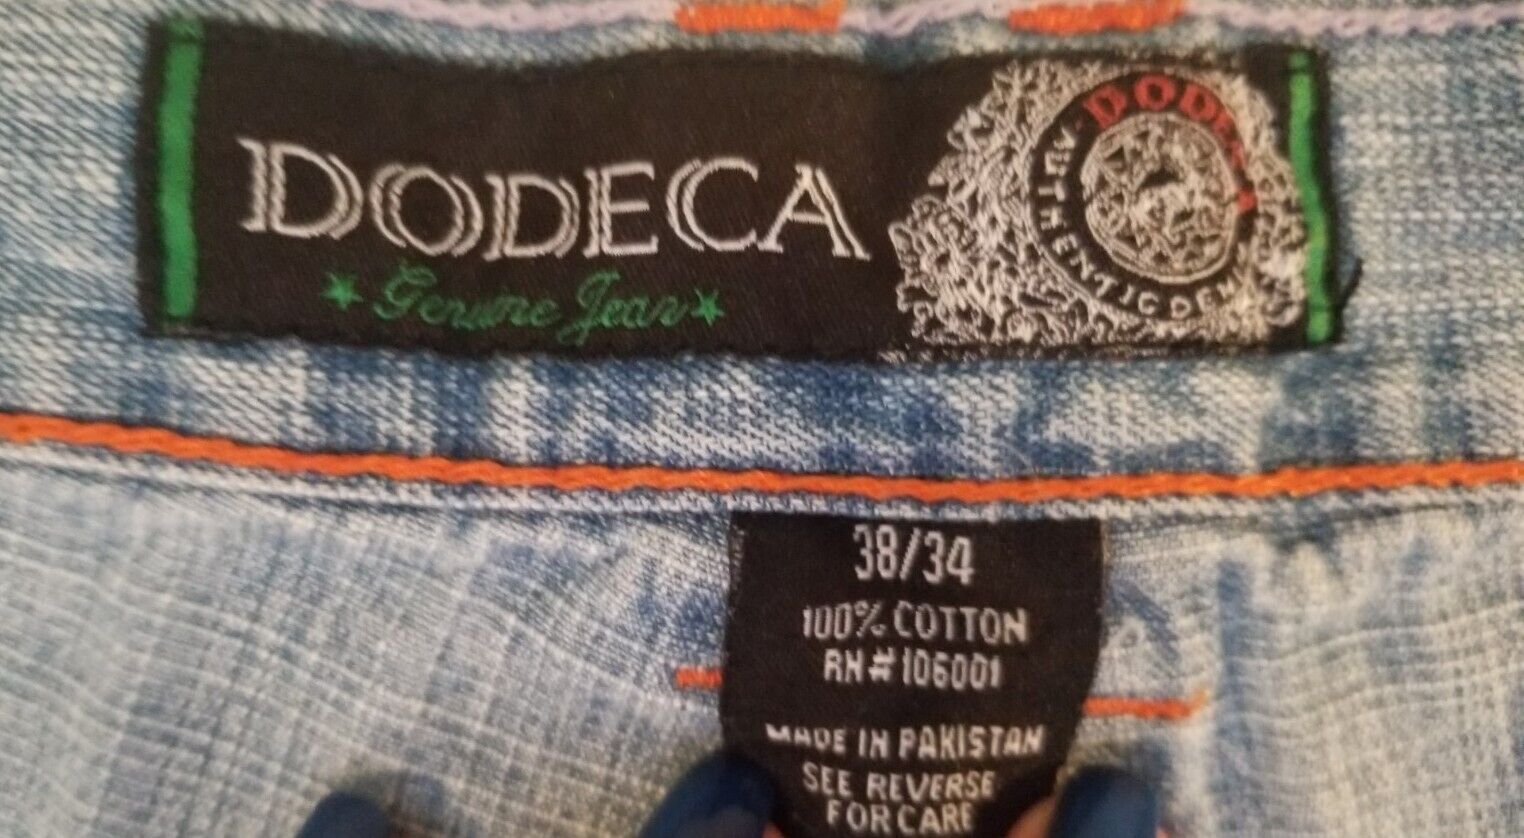 DODECA
Genuine Jean
DODECA
AUTHENTIC DENIM
38/34
100% COTTON
RN#106001
MADE IN PAKISTAN
SEE REVERSE
FOR CARE